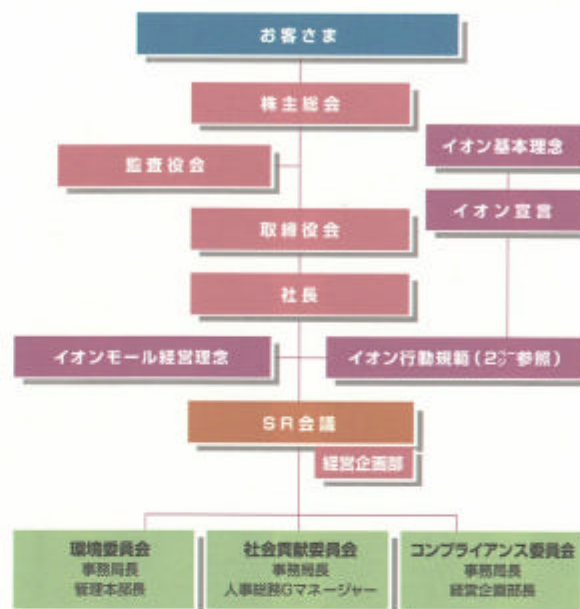 お客さま
株主総会
監査役会
イオン基本理念
イオン宣言
取締役会
社長
イオンモール経営理念
イオン行動規範(2㌻参照)
SR会議
経営企画部
環境委員会
事務局長
管理本部長
社会貢献委員会
事務局長
人事総務Gマネージャー
コンプライアンス委員会
事務局長
経営企画部長